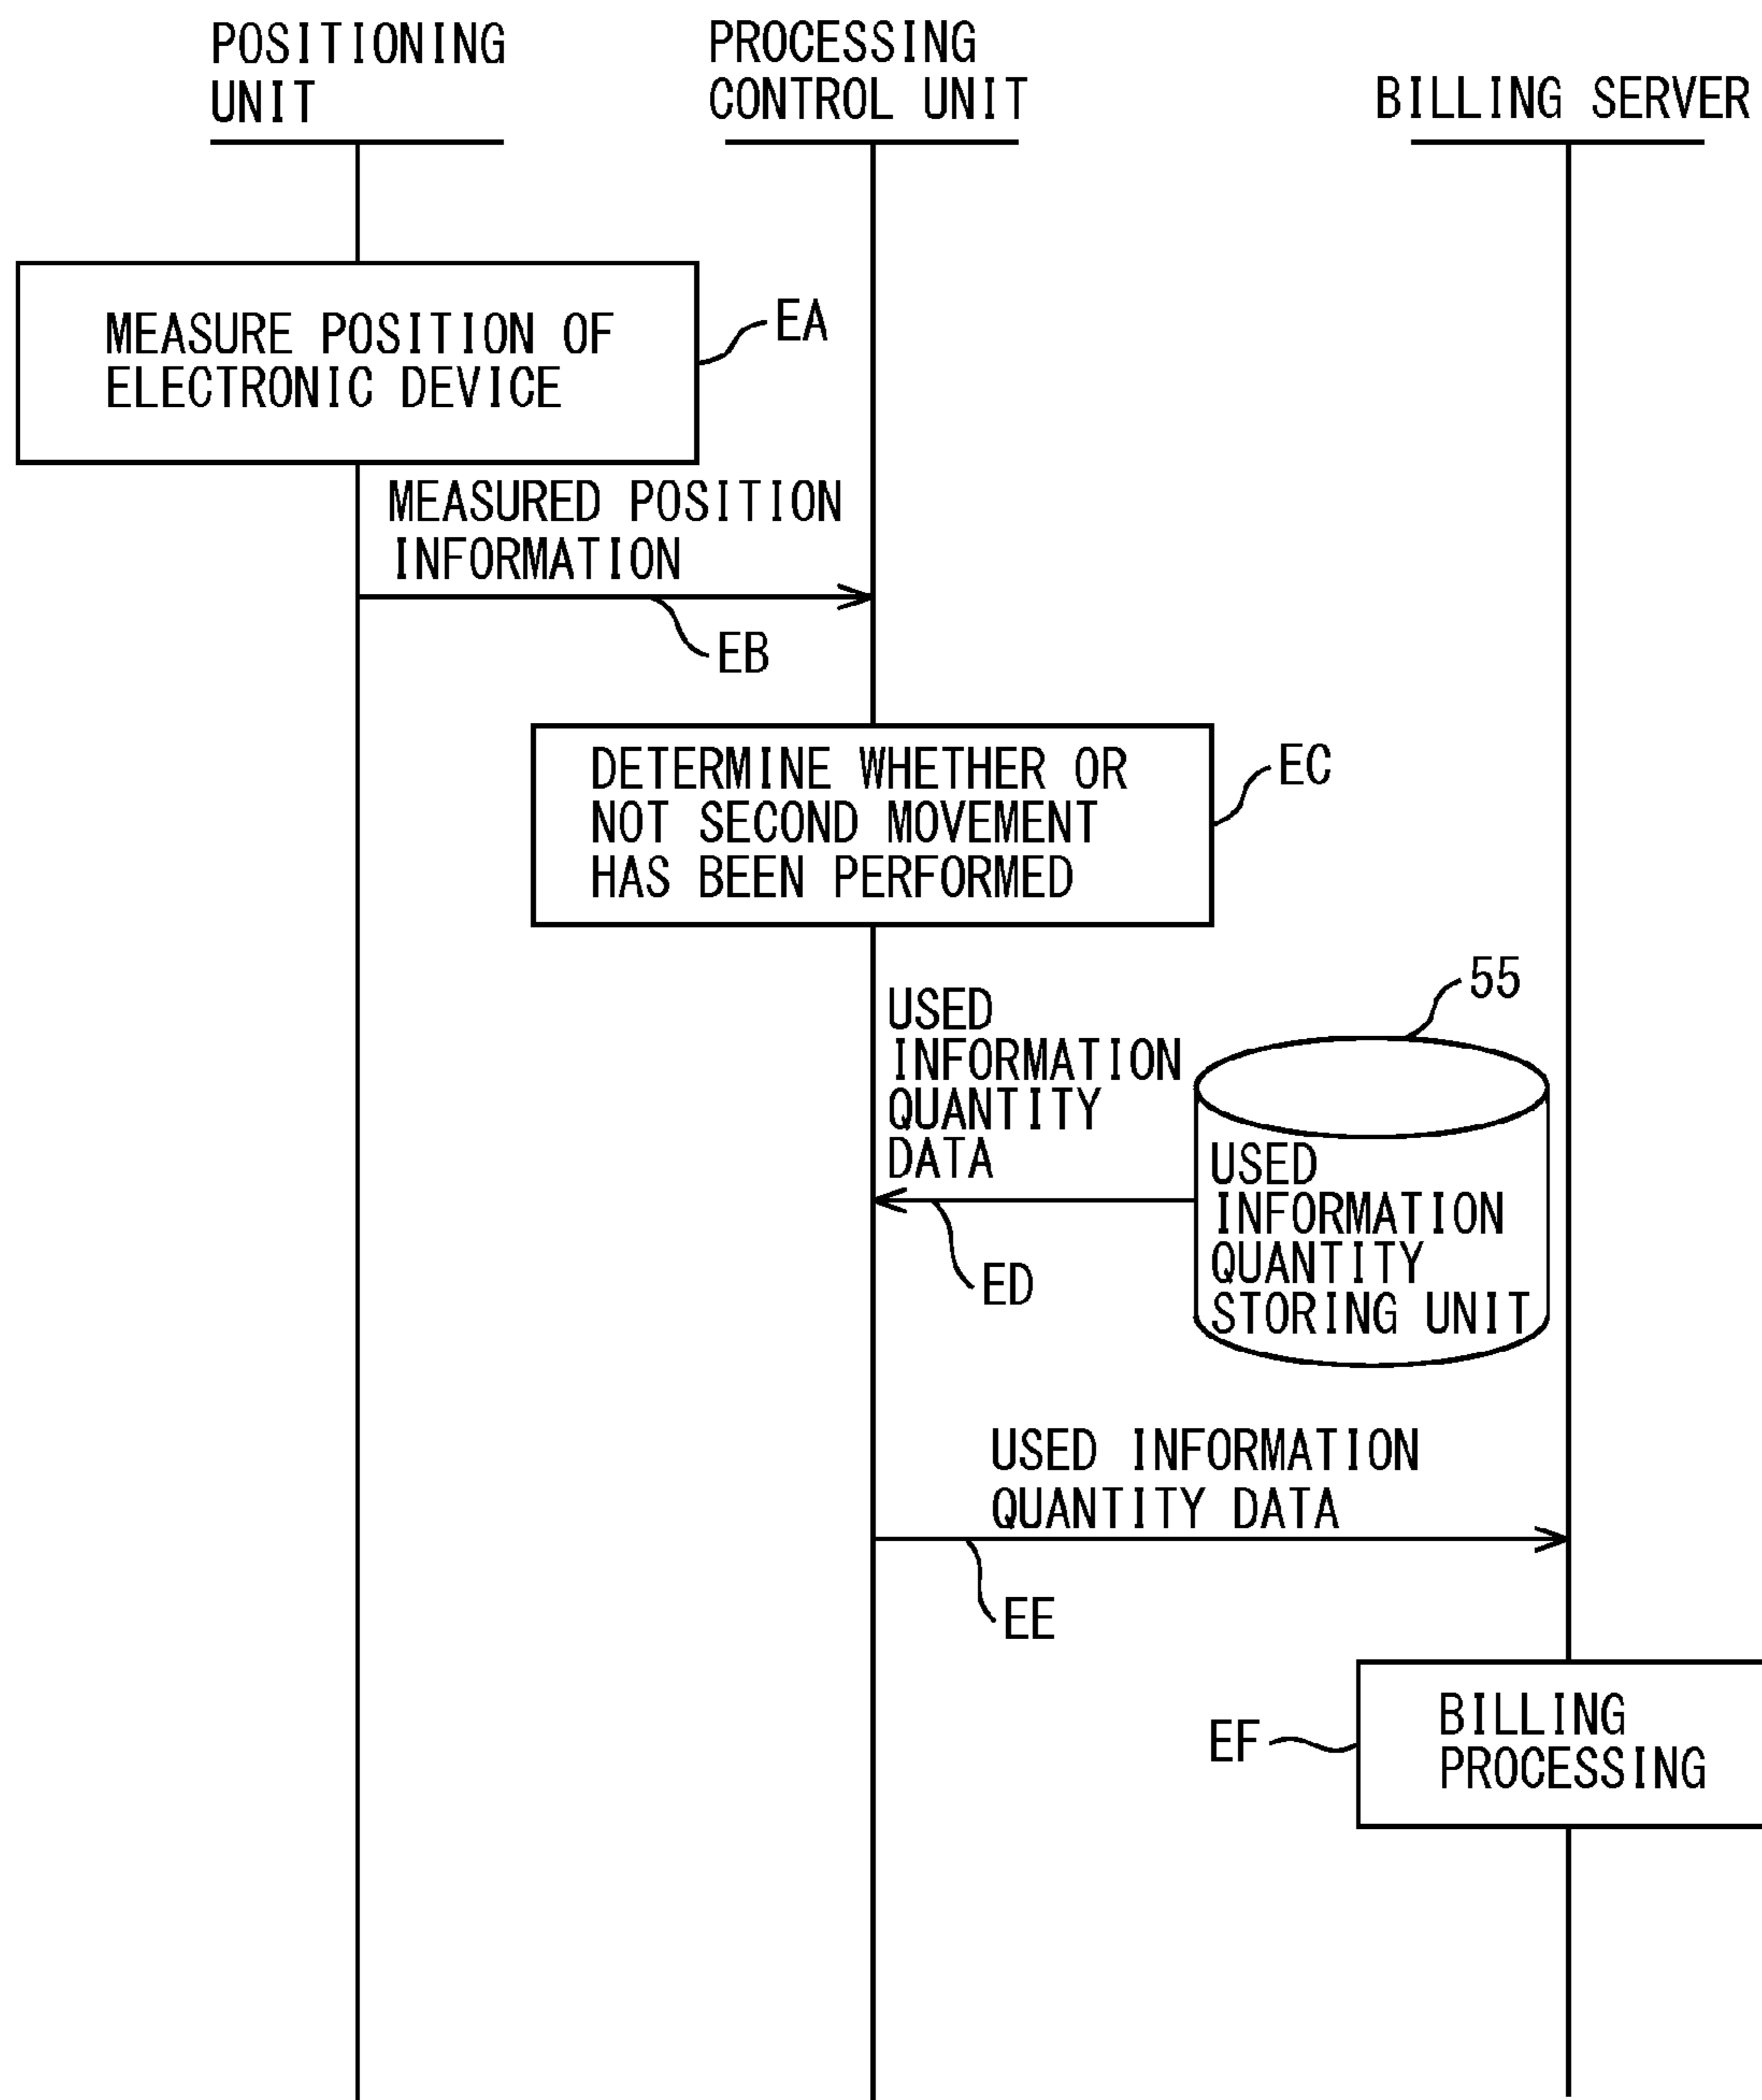 POSITIONING
UNIT
PROCESSING
CONTROL UNIT
BILLING SERVER
MEASURE POSITION OF
ELECTRONIC DEVICE
EA
MEASURED POSITION
INFORMATION
EB
DETERMINE WHETHER OR
NOT SECOND MOVEMENT
HAS BEEN PERFORMED
EC
USED
INFORMATION
QUANTITY
DATA
ED
55
USED
INFORMATION
QUANTITY
STORING UNIT
USED INFORMATION
QUANTITY DATA
EE
EF
BILLING
PROCESSING